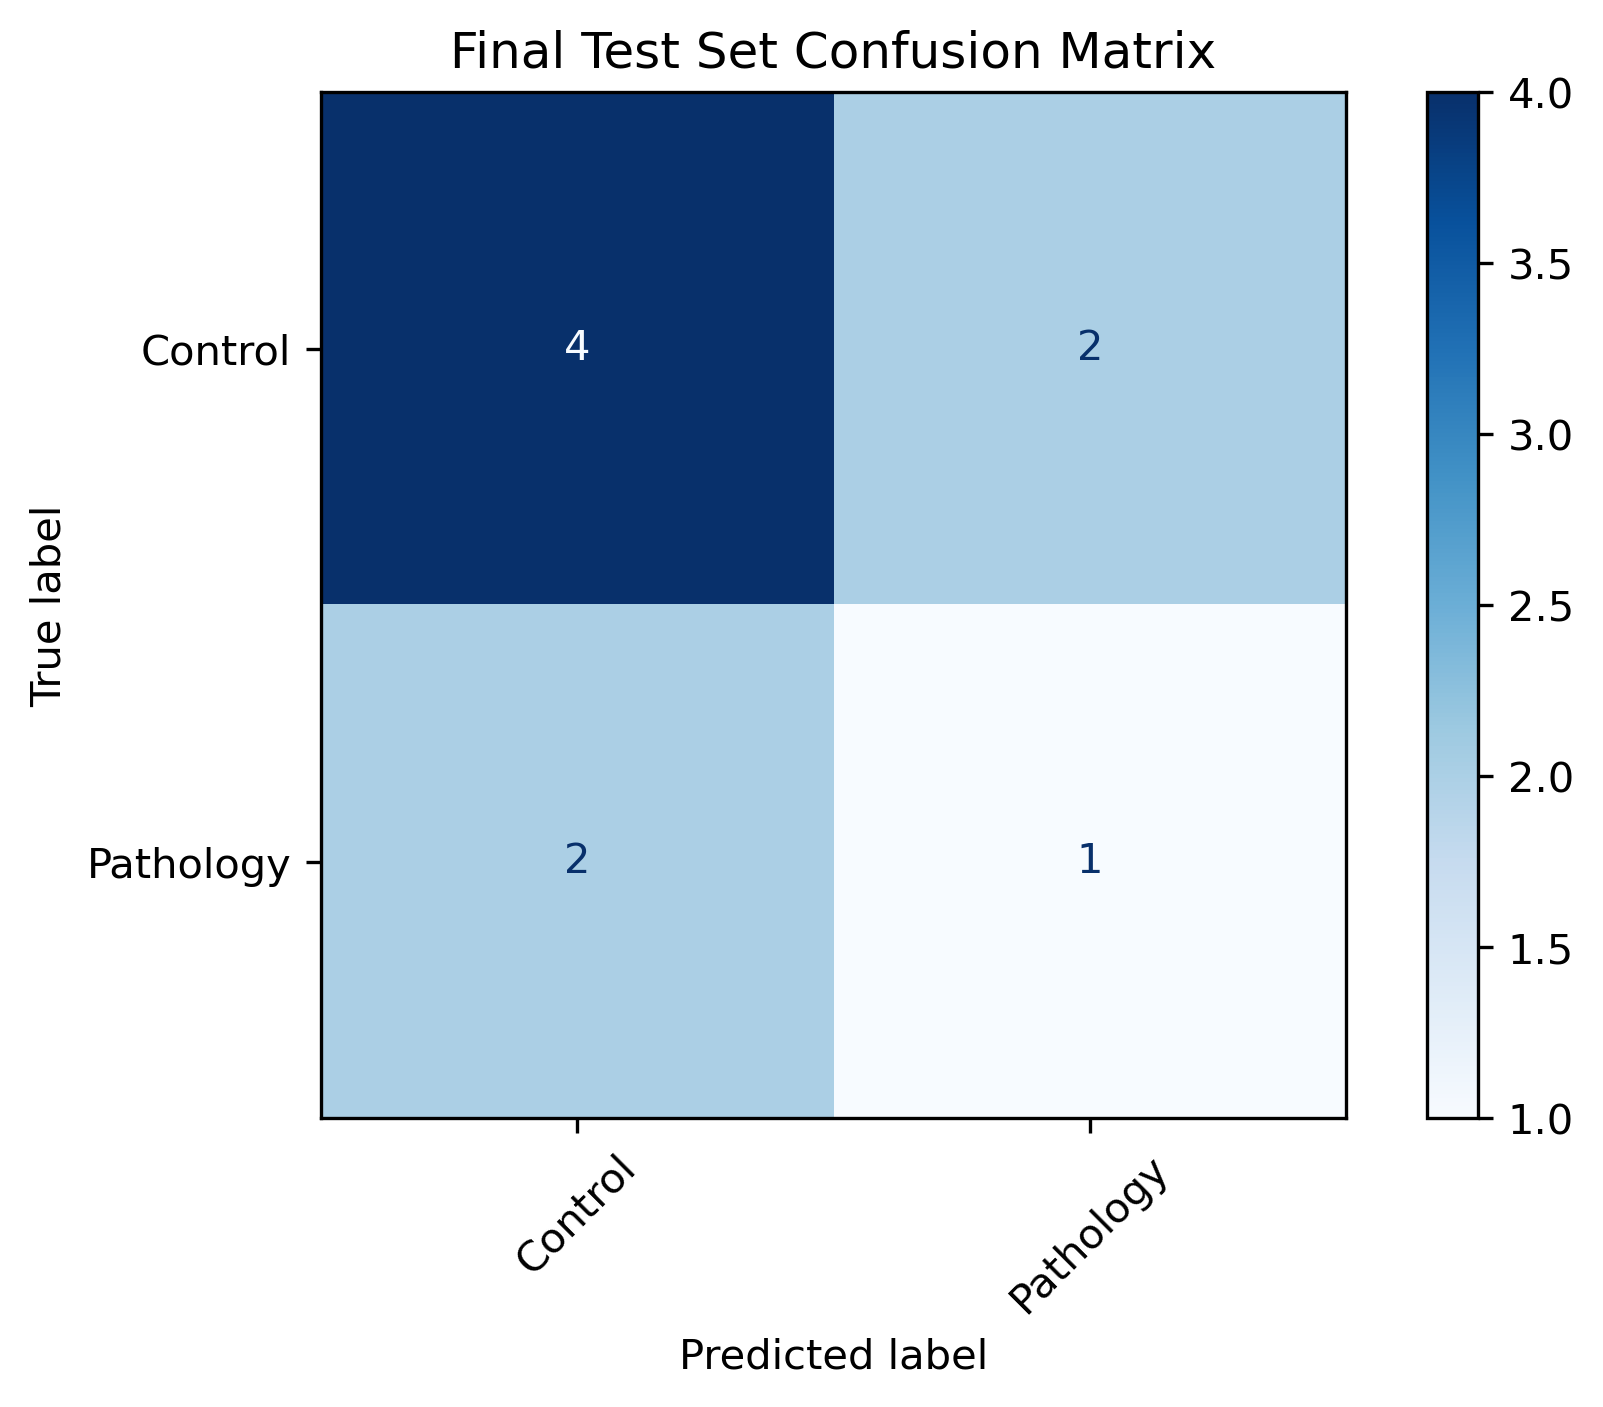 Final Test Set Confusion Matrix
True label
Control
Pathology
4
2
2
1
Control
Pathology
Predicted label
4.0
3.5
3.0
2.5
2.0
1.5
1.0